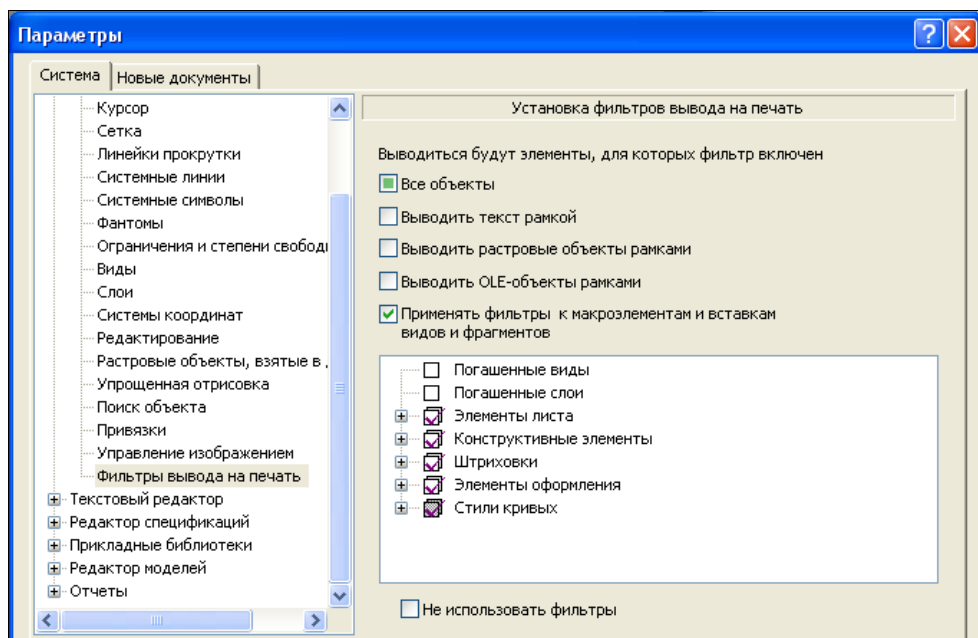 Параметры
Система
Новые документы
Курсор
Сетка
Линейки прокрутки
Системные линии
Системные символы
Фантомы
Ограничения и степени свободы
Виды
Слои
Системы координат
Редактирование
Растровые объекты, взятые в
Упрощенная отрисовка
Поиск объекта
Привязки
Управление изображением
Фильтры вывода на печать
Текстовый редактор
Редактор спецификаций
Прикладные библиотеки
Редактор моделей
Отчеты
Установка фильтров вывода на печать
Выводиться будут элементы, для которых фильтр включен
Все объекты
Выводить текст рамкой
Выводить растровые объекты рамками
Выводить OLE-объекты рамками
Применять фильтры к макроэлементам и вставкам
видов и фрагментов
Погашенные виды
Погашенные слои
Элементы листа
Конструктивные элементы
Штриховки
Элементы оформления
Стили кривых
Не использовать фильтры